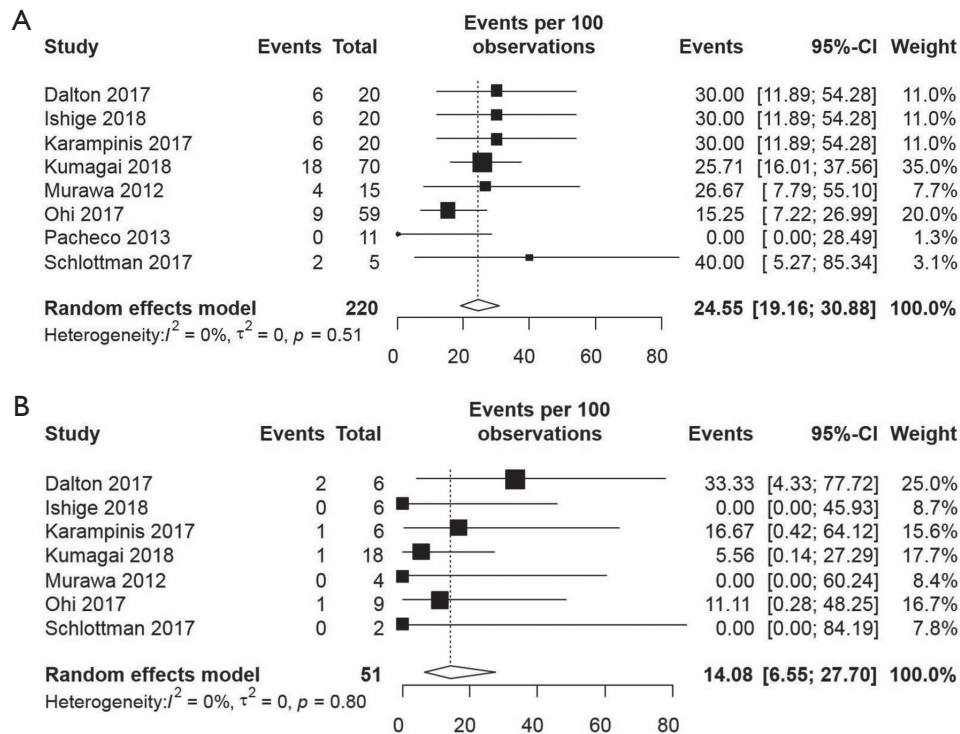 A
Events per 100
Study Events Total observations Events 95%-CI Weight
Dalton 2017 6 20 30.00 [11.89; 54.28] 11.0%
Ishige 2018 6 20 30.00 [11.89; 54.28] 11.0%
Karampinis 2017 6 20 30.00 [11.89; 54.28] 11.0%
Kumagai 2018 18 70 25.71 [16.01; 37.56] 35.0%
Murawa 2012 4 15 26.67 [ 7.79; 55.10] 7.7%
Ohi 2017 9 59 15.25 [ 7.22; 26.99] 20.0%
Pacheco 2013 0 11 0.00 [ 0.00; 28.49] 1.3%
Schlottman 2017 2 5 40.00 [ 5.27; 85.34] 3.1%
Random effects model 220 24.55 [19.16; 30.88] 100.0%
Heterogeneity:I² = 0%, τ² = 0, p = 0.51
0 20 40 60 80
B
Events per 100
Study Events Total observations Events 95%-CI Weight
Dalton 2017 2 6 33.33 [4.33; 77.72] 25.0%
Ishige 2018 0 6 0.00 [0.00; 45.93] 8.7%
Karampinis 2017 1 6 16.67 [0.42; 64.12] 15.6%
Kumagai 2018 1 18 5.56 [0.14; 27.29] 17.7%
Murawa 2012 0 4 0.00 [0.00; 60.24] 8.4%
Ohi 2017 1 9 11.11 [0.28; 48.25] 16.7%
Schlottman 2017 0 2 0.00 [0.00; 84.19] 7.8%
Random effects model 51 14.08 [6.55; 27.70] 100.0%
Heterogeneity:I² = 0%, τ² = 0, p = 0.80
0 20 40 60 80